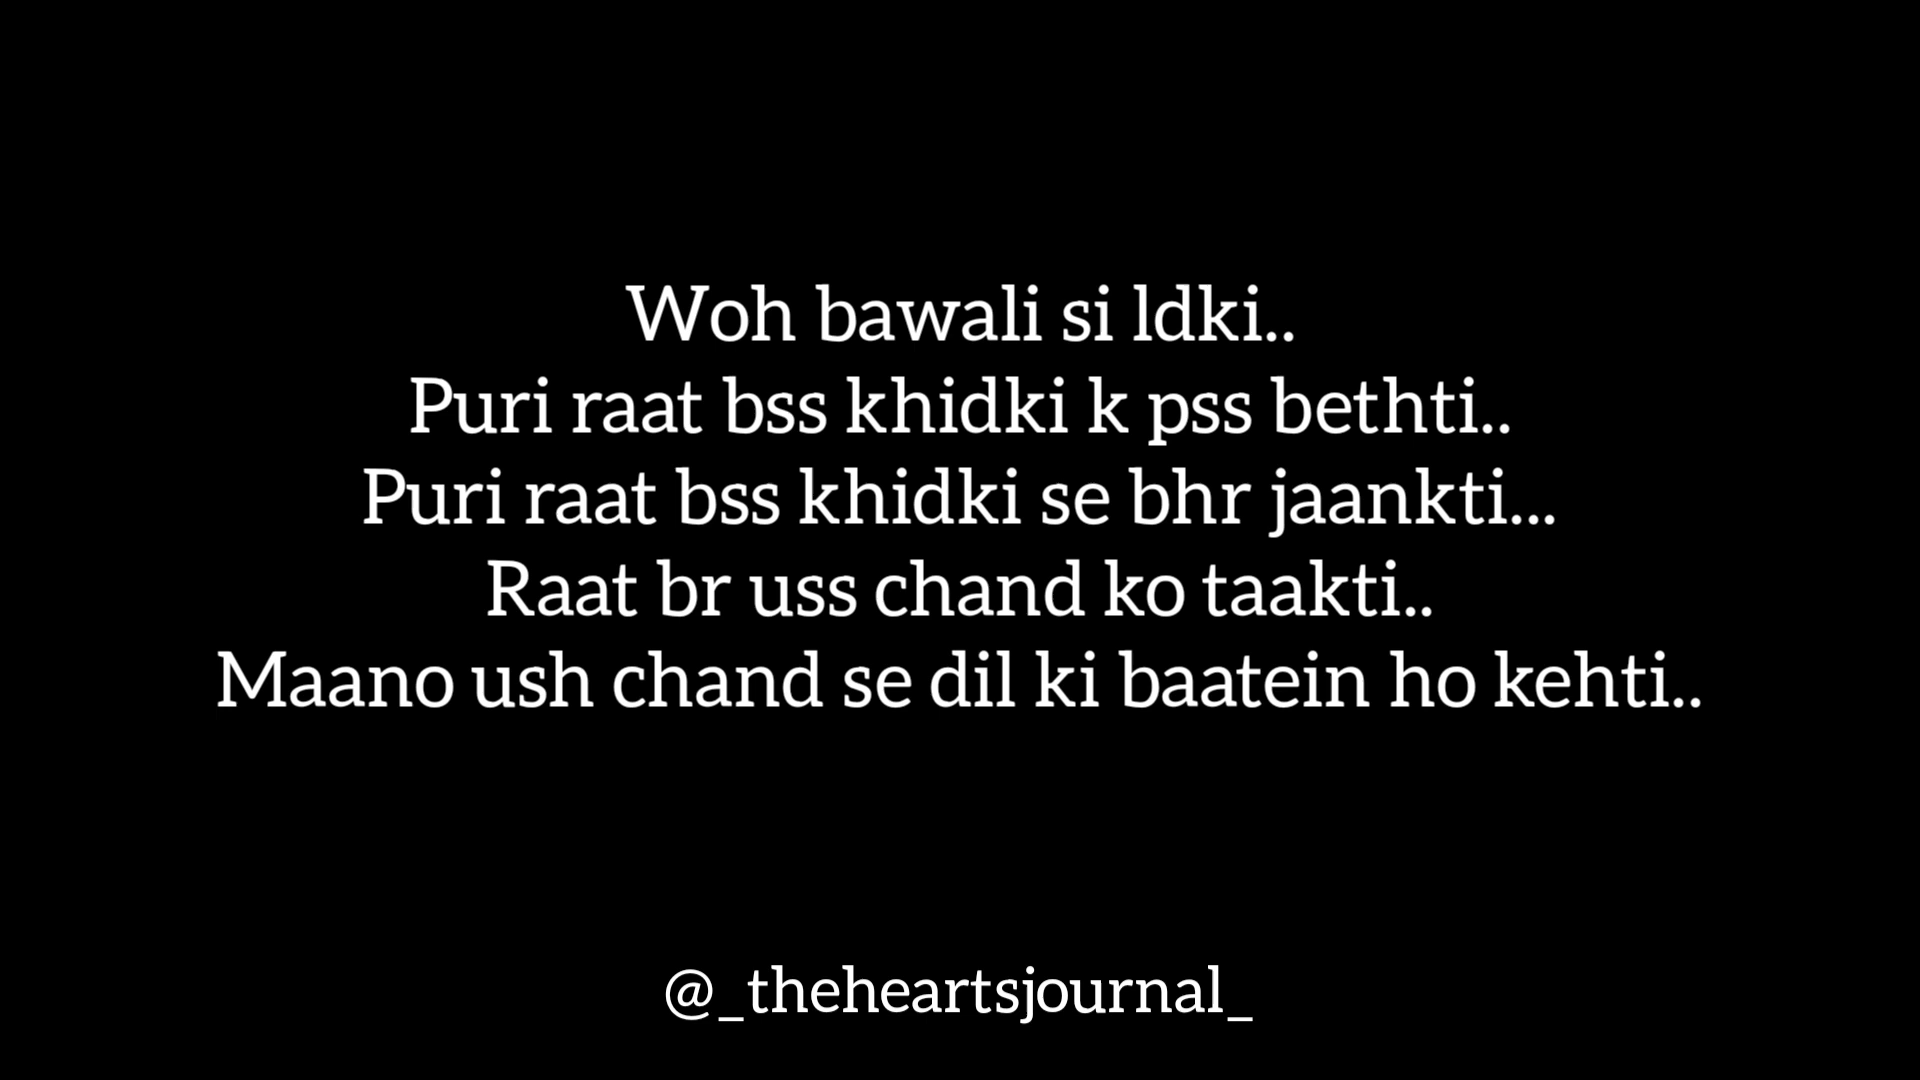 Woh bawali si ldki..
Puri raat bss khidki k pss bethti..
Puri raat bss khidki se bhr jaankti...
Raat br uss chand ko taakti..
Maano ush chand se dil ki baatein ho kehti..
@_theheartsjournal_